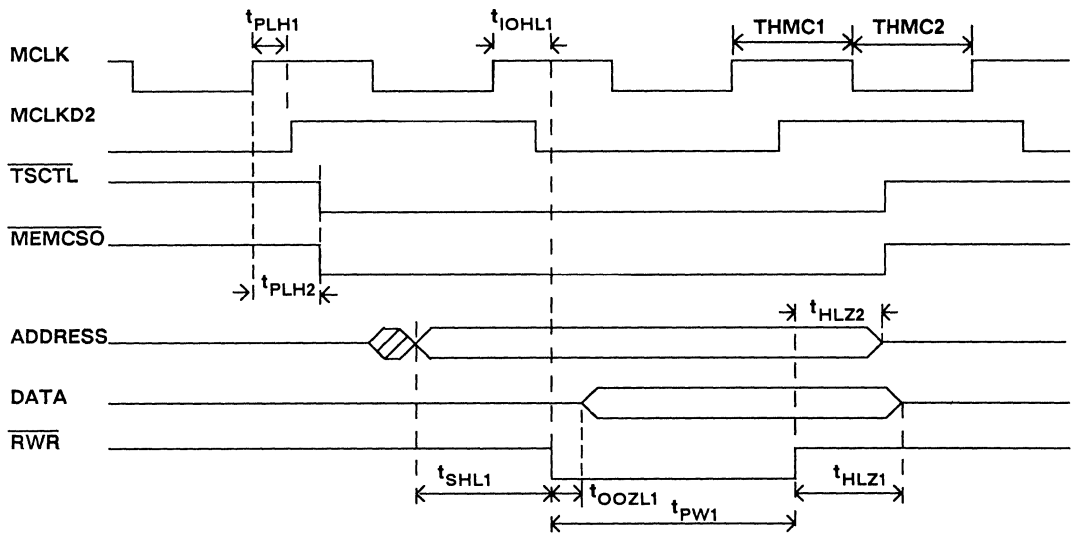 tPLH1
tIOHL1
THMC1
THMC2
MCLK
MCLKD2
TSCTL
MEMCSO
tPLH2
tHLZ2
ADDRESS
DATA
RWR
tSHL1
tOOZL1
tHLZ1
tPW1